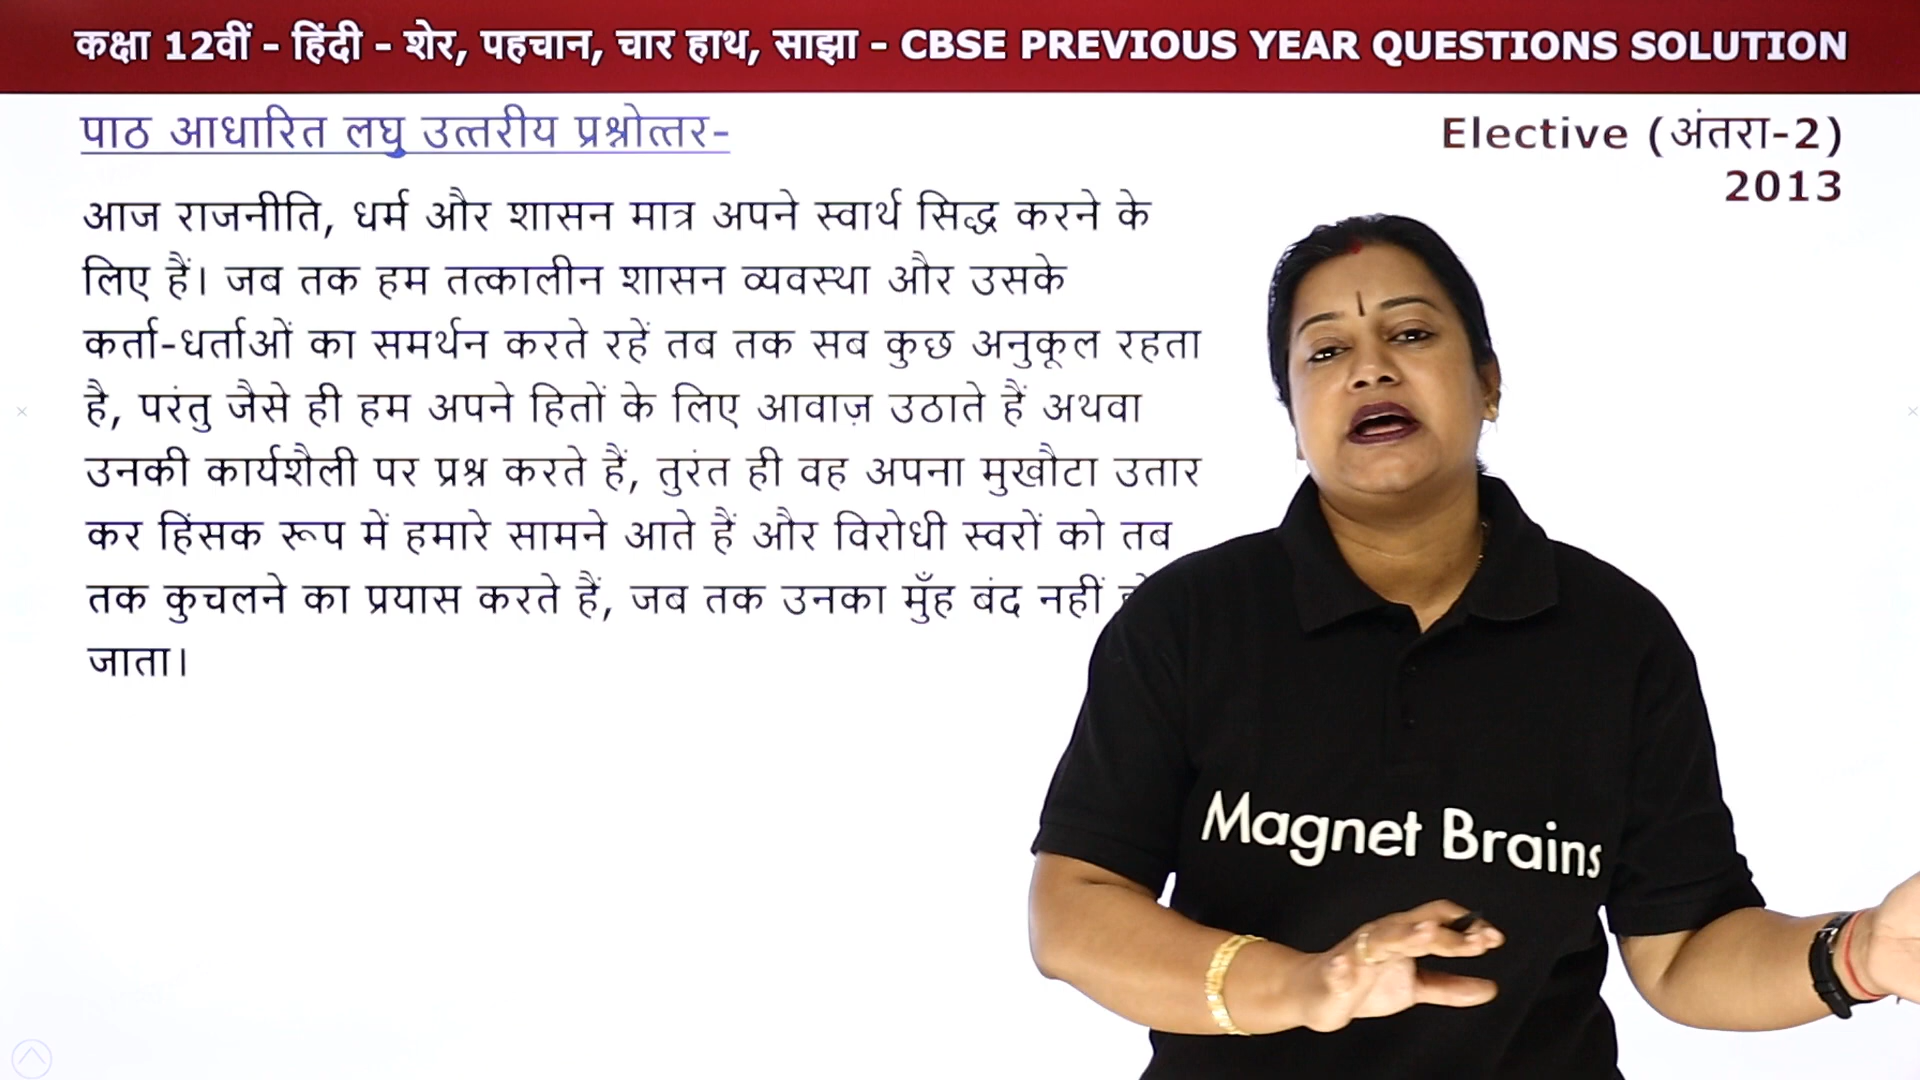 कक्षा 12वीं - हिंदी - शेर, पहचान, चार हाथ, साझा - CBSE PREVIOUS YEAR QUESTIONS SOLUTION
पाठ आधारित लघु उत्तरीय प्रश्नोत्तर-
Elective (अंतरा-2)
2013
आज राजनीति, धर्म और शासन मात्र अपने स्वार्थ सिद्ध करने के
लिए हैं। जब तक हम तत्कालीन शासन व्यवस्था और उसके
कर्ता-धर्ताओं का समर्थन करते रहें तब तक सब कुछ अनुकूल रहता
है, परंतु जैसे ही हम अपने हितों के लिए आवाज़ उठाते हैं अथवा
उनकी कार्यशैली पर प्रश्न करते हैं, तुरंत ही वह अपना मुखौटा उतार
कर हिंसक रूप में हमारे सामने आते हैं और विरोधी स्वरों को तब
तक कुचलने का प्रयास करते हैं, जब तक उनका मुँह बंद नहीं
जाता।
Magnet Brains